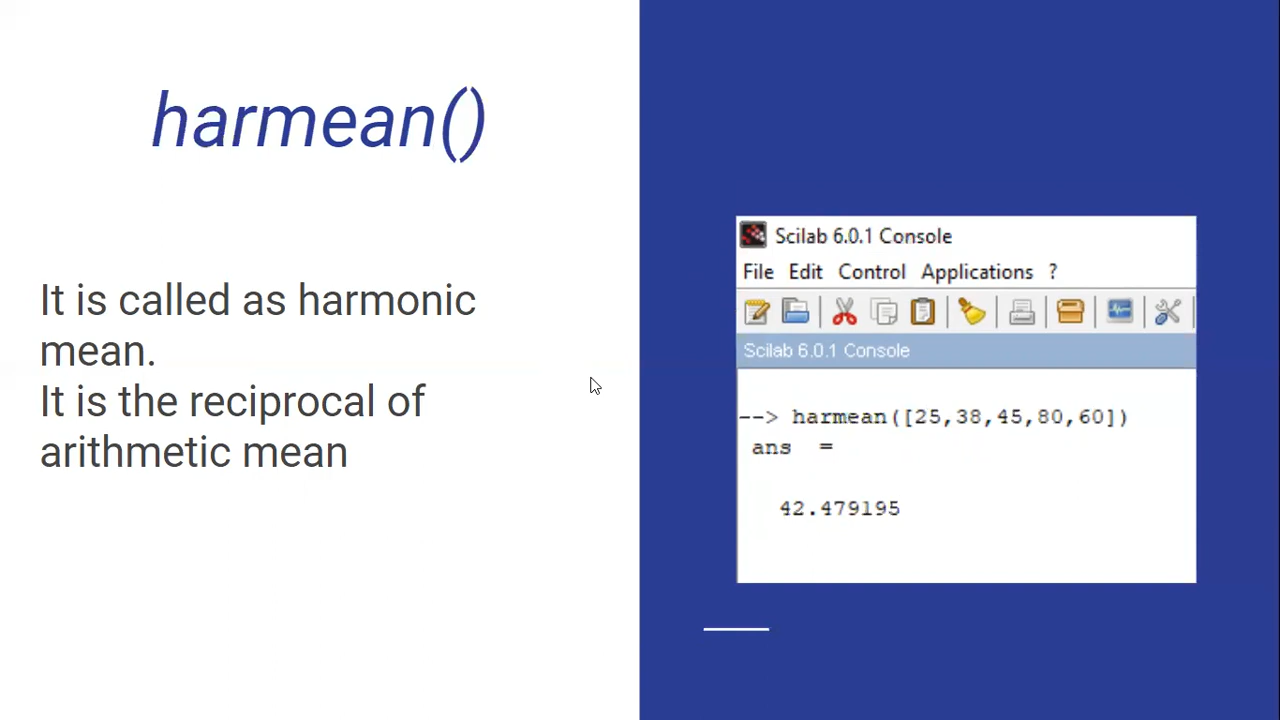 harmean()
It is called as harmonic
mean.
It is the reciprocal of
arithmetic mean
Scilab 6.0.1 Console
File Edit Control Applications ?
Scilab 6.0.1 Console
--> harmean([25,38,45,80,60])
ans =
42.479195